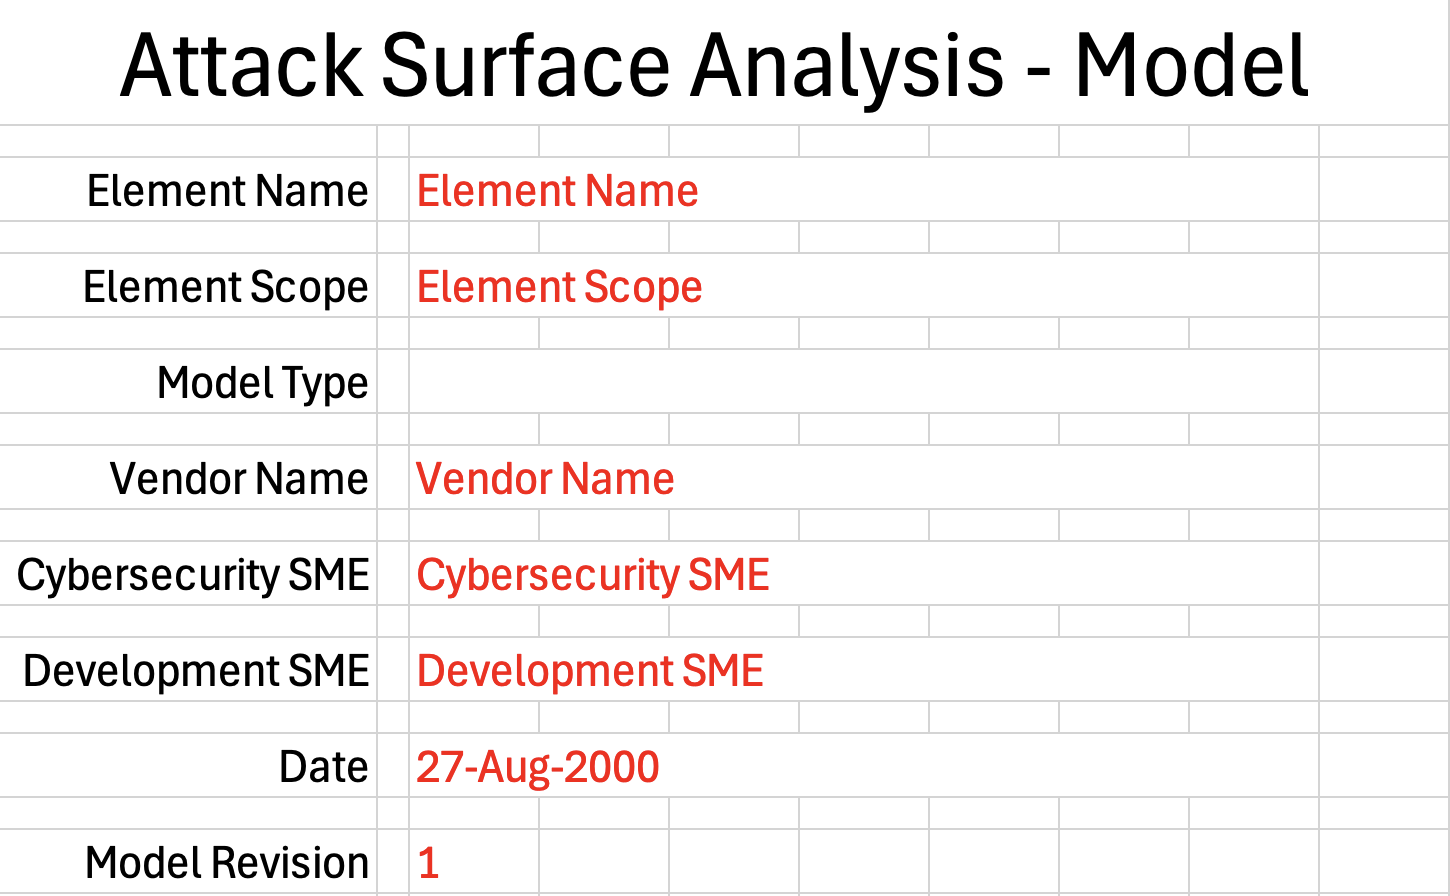 Attack Surface Analysis - Model
Element Name Element Name
Element Scope Element Scope
Model Type
Vendor Name Vendor Name
Cybersecurity SME Cybersecurity SME
Development SME Development SME
Date 27-Aug-2000
Model Revision 1